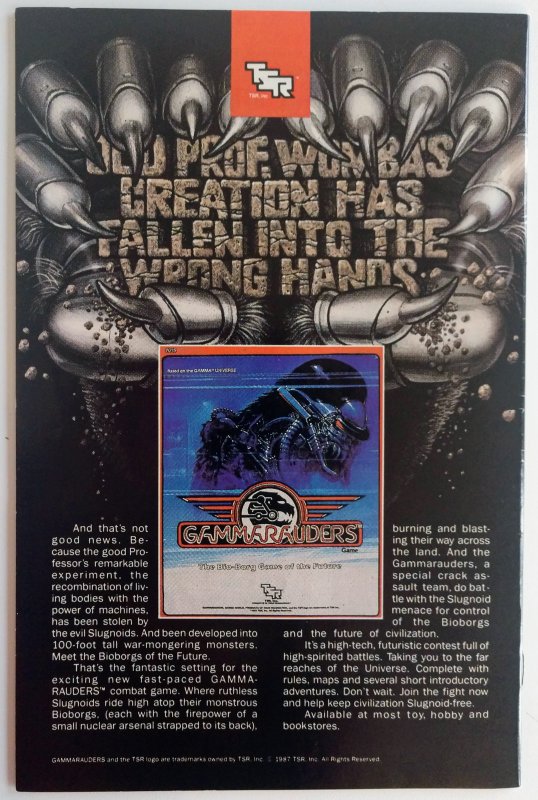 TSR
TSR, Inc.
OLD PROF. WOMBA'S
CREATION HAS
FALLEN INTO THE
WRONG HANDS.
Based on the GAMMA UNIVERSE
GAMMARAUDERS
Game
The Bio-Borg Game of the Future
TSR, Inc.
And that's not
good news. Be-
cause the good Pro-
fessor's remarkable
experiment, the
recombination of liv-
ing bodies with the
power of machines,
has been stolen by
the evil Slugnoids. And been developed into
100-foot tall war-mongering monsters.
Meet the Bioborgs of the Future.
That's the fantastic setting for the
exciting new fast-paced GAMMA-
RAUDERS™ combat game. Where ruthless
Slugnoids ride high atop their monstrous
Bioborgs, (each with the firepower of a
small nuclear arsenal strapped to its back),
burning and blast-
ing their way across
the land. And the
Gammarauders, a
special crack as-
sault team, do bat-
tle with the Slugnoid
menace for control
of the Bioborgs
and the future of civilization.
It's a high-tech, futuristic contest full of
high-spirited battles. Taking you to the far
reaches of the Universe. Complete with
rules, maps and several short introductory
adventures. Don't wait. Join the fight now
and help keep civilization Slugnoid-free.
Available at most toy, hobby and
bookstores.
GAMMARAUDERS and the TSR logo are trademarks owned by TSR, Inc. © 1987 TSR, Inc. All Rights Reserved.